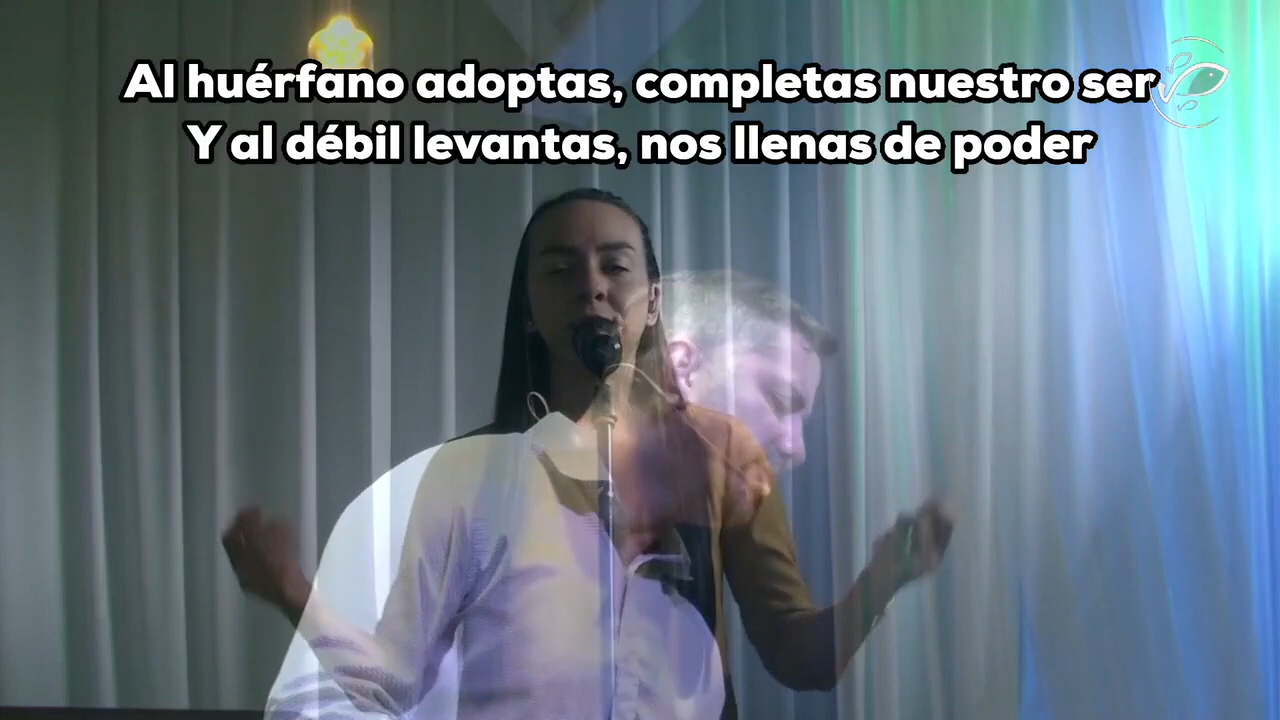 Al huérfano adoptas, completas nuestro ser
Y al débil levantas, nos llenas de poder